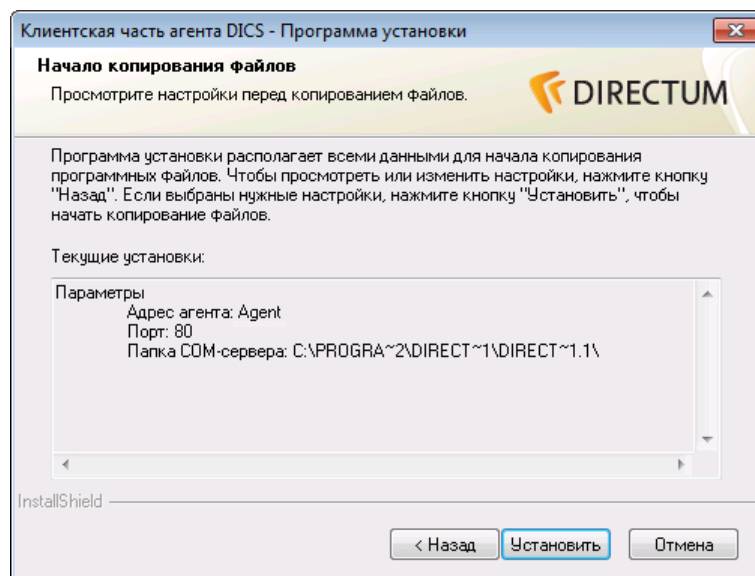 Клиентская часть агента DICS - Программа установки
Начало копирования файлов
Просмотрите настройки перед копированием файлов.
DIRECTUM
Программа установки располагает всеми данными для начала копирования
программных файлов. Чтобы просмотреть или изменить настройки, нажмите кнопку
"Назад". Если выбраны нужные настройки, нажмите кнопку "Установить", чтобы
начать копирование файлов.
Текущие установки:
Параметры
Адрес агента: Agent
Порт: 80
Папка COM-сервера: C:\PROGRA~2\DIRECT~1\DIRECT~1.1\
InstallShield
< Назад
Установить
Отмена